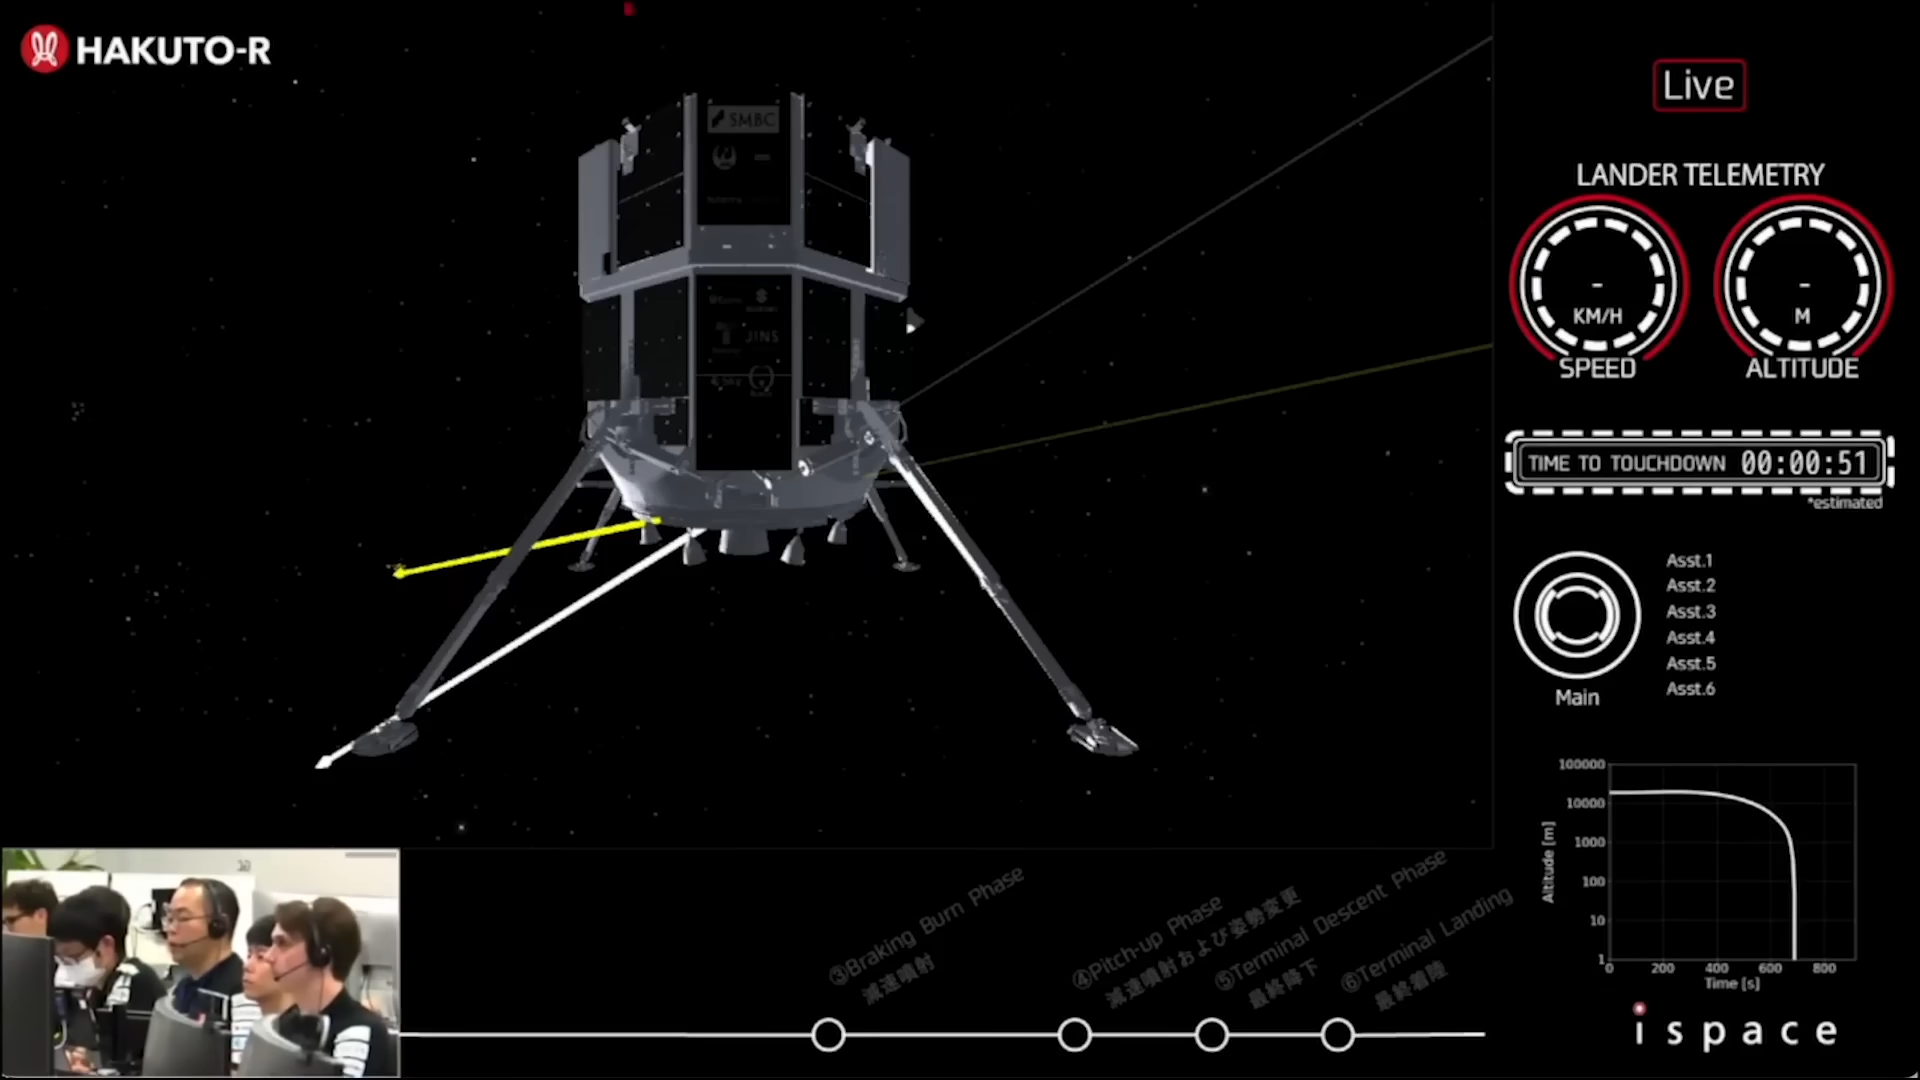 HAKUTO-R
Live
LANDER TELEMETRY
-
KM/H
SPEED
-
M
ALTITUDE
TIME TO TOUCHDOWN 00:00:51
*estimated
Asst.1
Asst.2
Asst.3
Asst.4
Asst.5
Asst.6
Main
SMBC
JINS
100000
10000
1000
100
10
1
Altitude [m]
0 200 400 600 800
Time [s]
③Braking Burn Phase
減速噴射
④Pitch-up Phase
減速噴射および姿勢変更
⑤Terminal Descent Phase
最終降下
⑥Terminal Landing
最終着陸
ispace